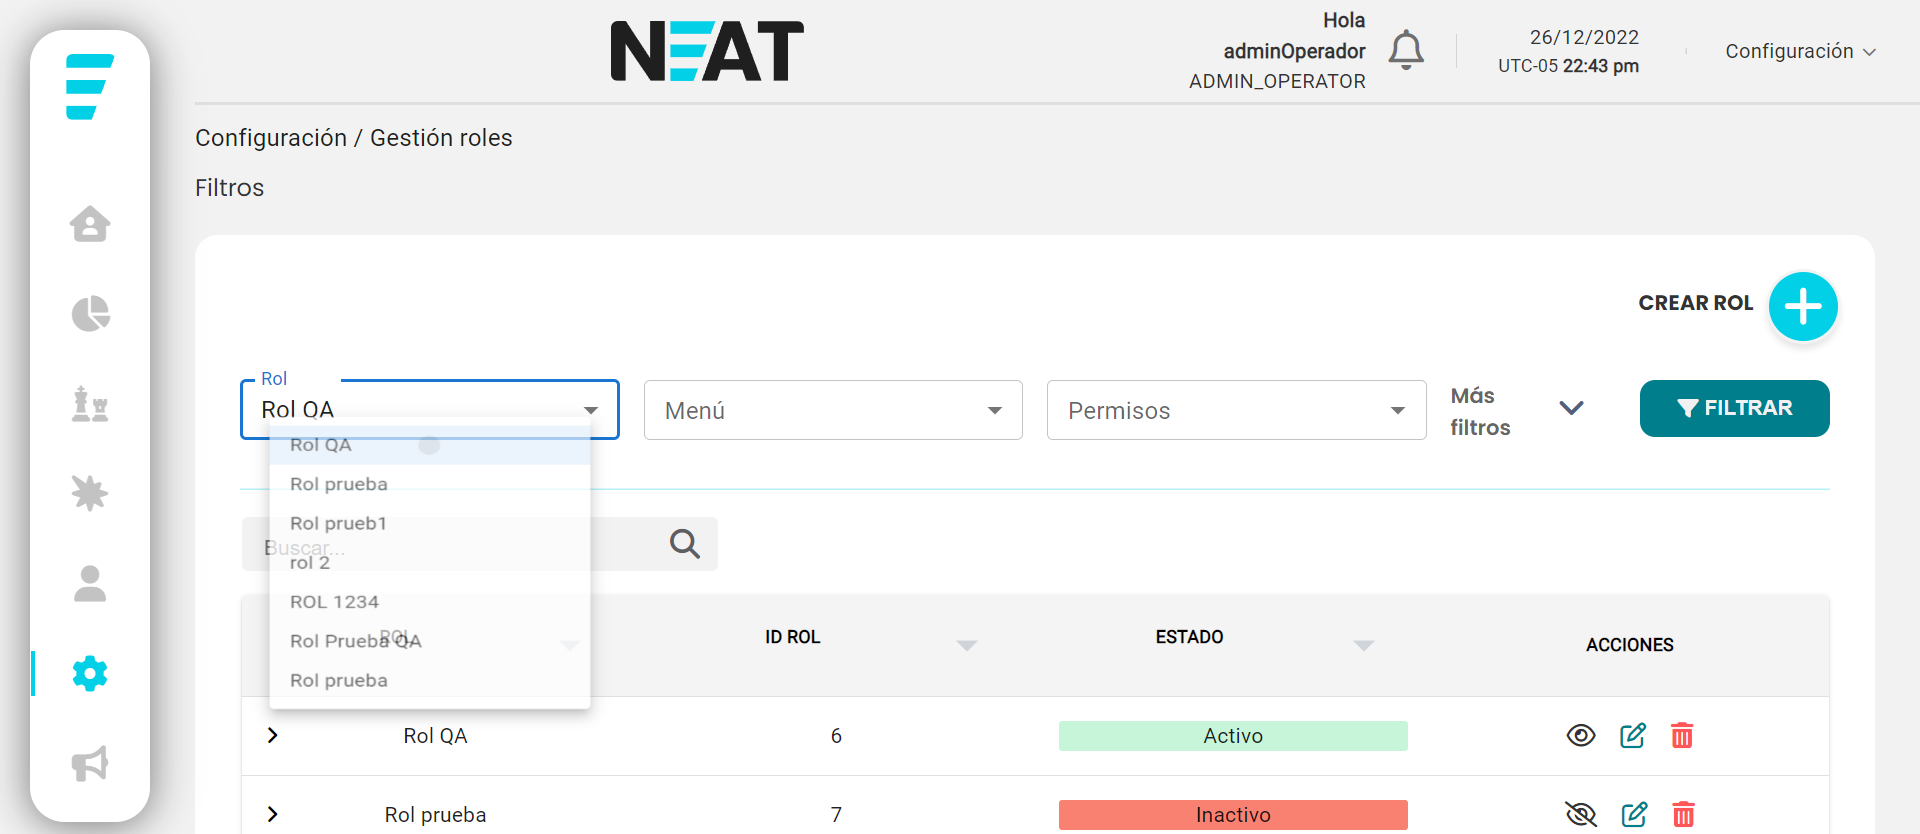 NEAT
Hola
adminOperador
ADMIN_OPERATOR
26/12/2022
UTC-05 22:43 pm
Configuración
Configuración / Gestión roles
Filtros
CREAR ROL
Rol
Rol QA
Menú
Permisos
Más
filtros
FILTRAR
Rol QA
Rol prueba
Rol prueb1
Buscar...
rol 2
ROL 1234
Rol Prueba QA
Rol prueba
ROL
ID ROL
ESTADO
ACCIONES
Rol QA
6
Activo
Rol prueba
7
Inactivo